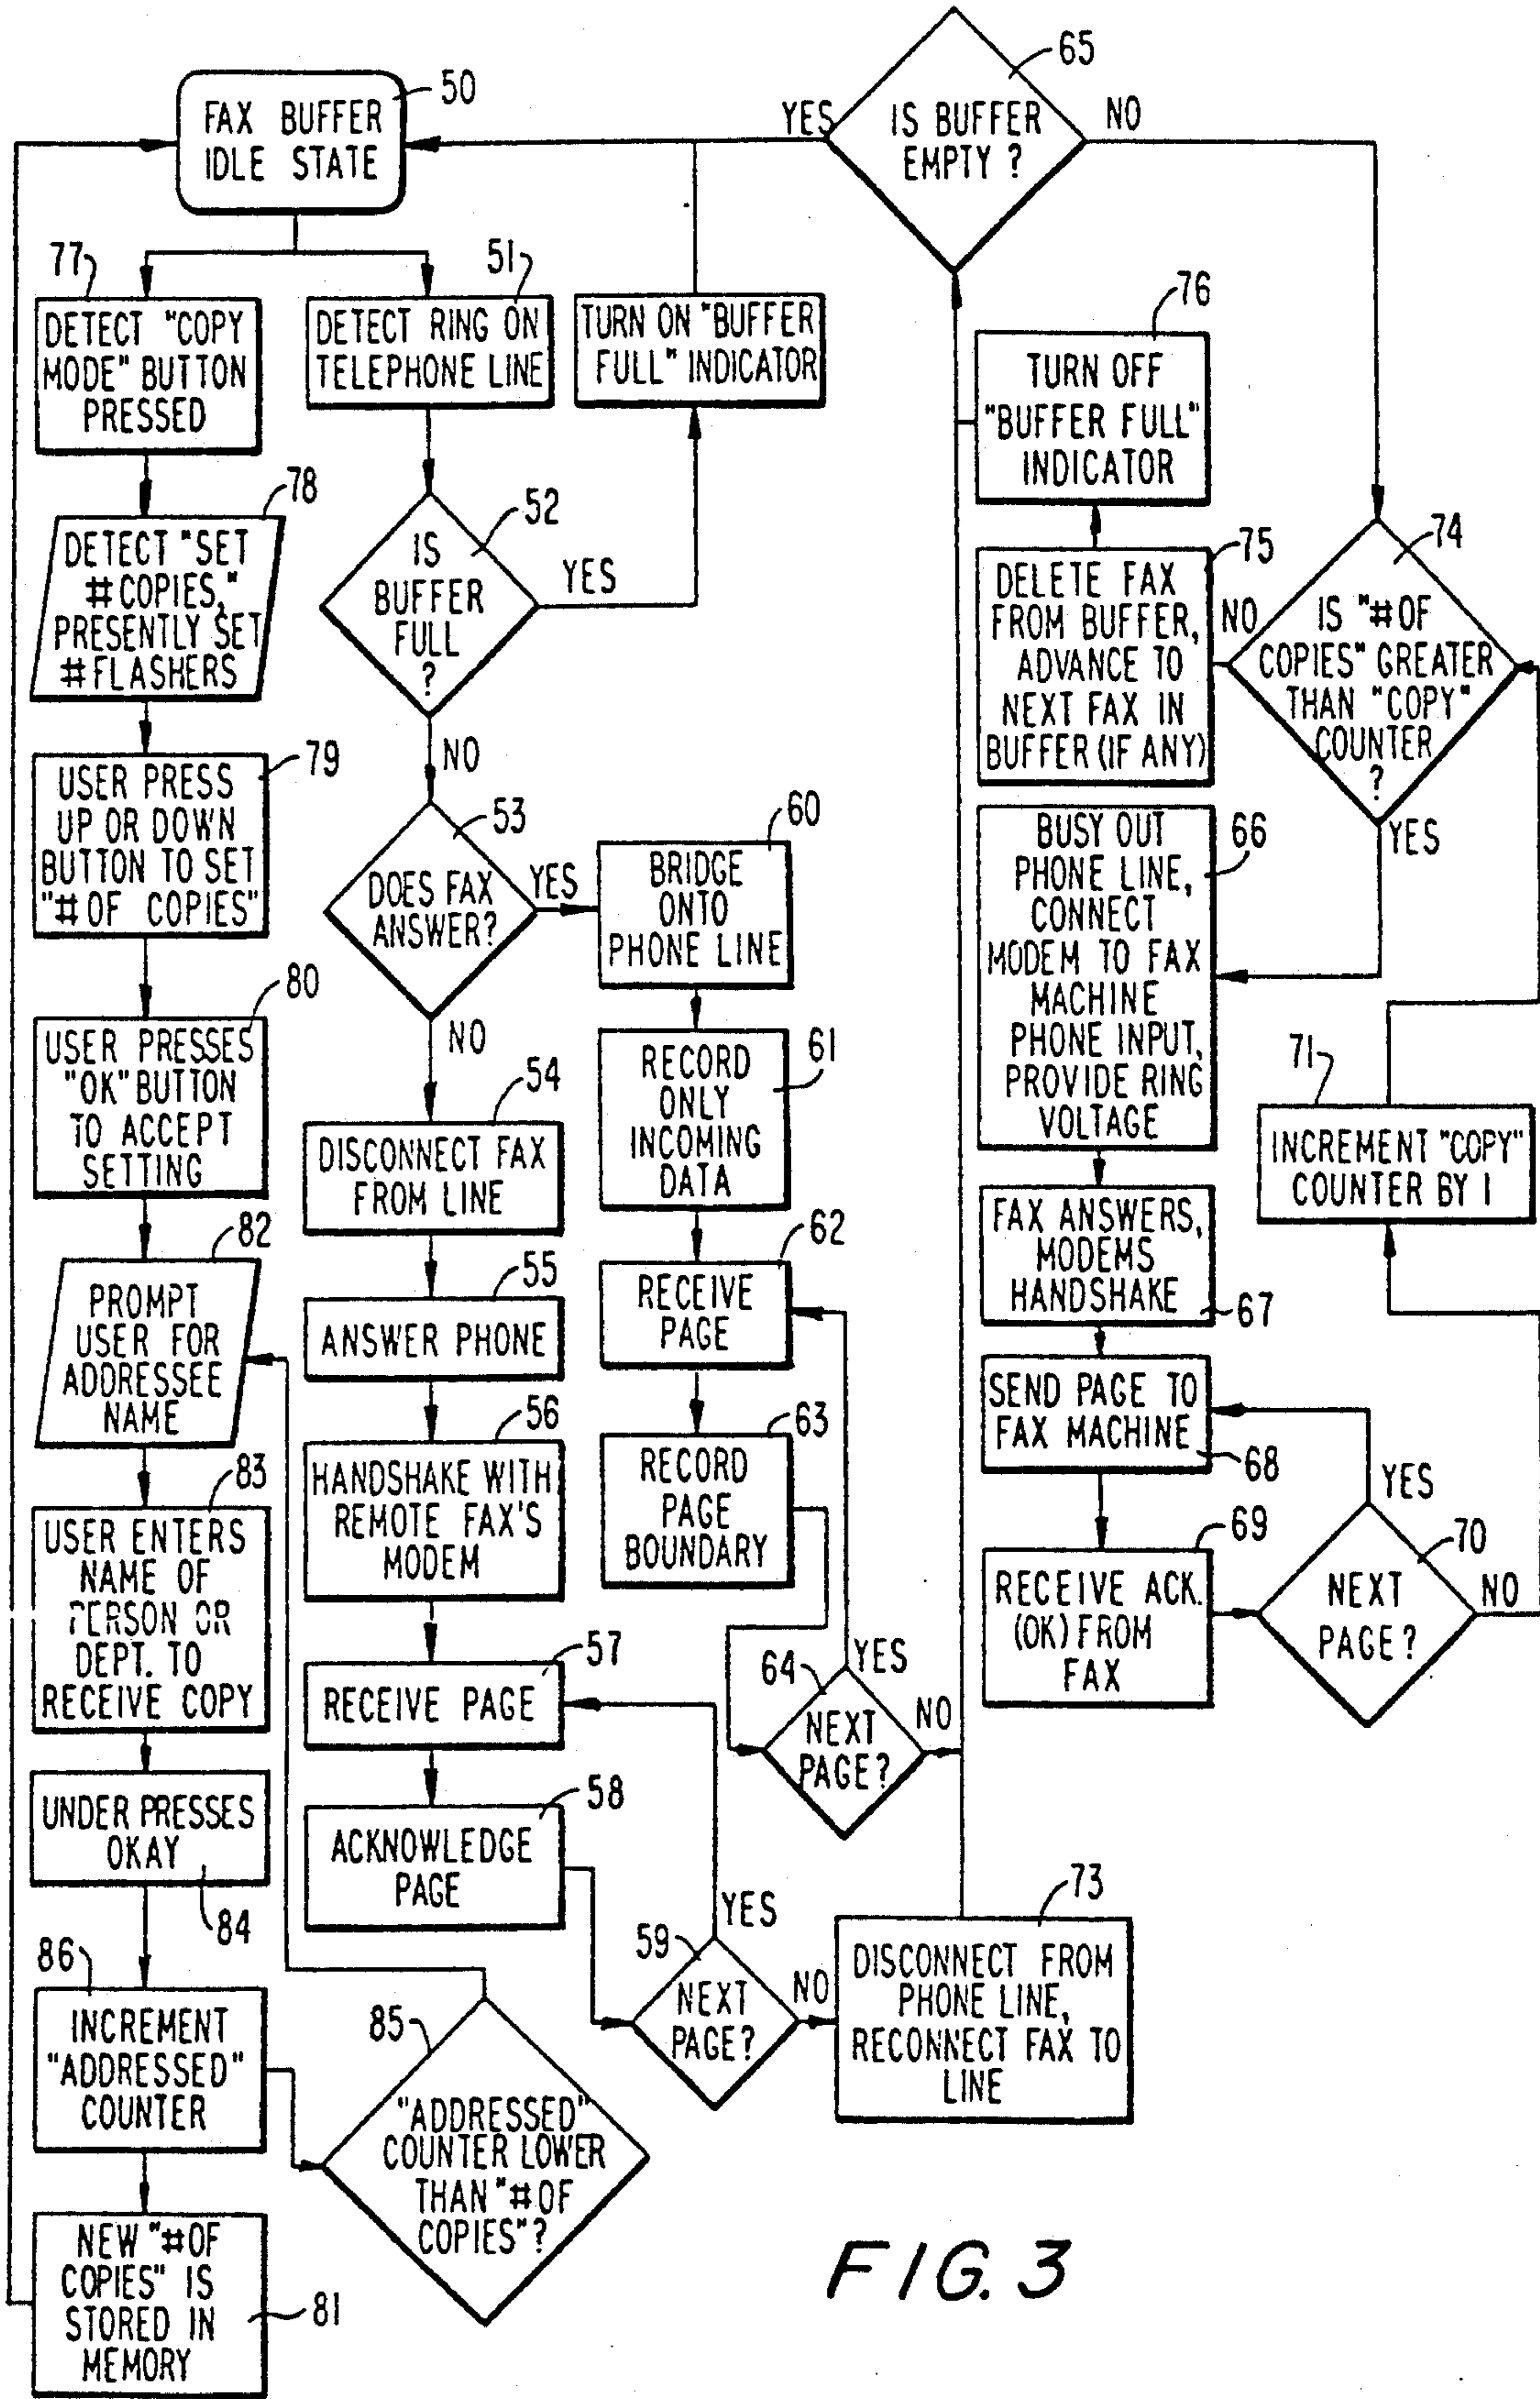 50
FAX BUFFER
IDLE STATE
65
IS BUFFER
EMPTY ?
YES
NO
77
DETECT "COPY
MODE" BUTTON
PRESSED
51
DETECT RING ON
TELEPHONE LINE
TURN ON "BUFFER
FULL" INDICATOR
76
TURN OFF
"BUFFER FULL"
INDICATOR
78
DETECT "SET
#COPIES,"
PRESENTLY SET
#FLASHERS
52
IS
BUFFER
FULL
?
YES
NO
75
DELETE FAX
FROM BUFFER,
ADVANCE TO
NEXT FAX IN
BUFFER (IF ANY)
NO
74
IS "#OF
COPIES" GREATER
THAN "COPY"
COUNTER
?
YES
79
USER PRESS
UP OR DOWN
BUTTON TO SET
"# OF COPIES"
53
DOES FAX
ANSWER?
YES
NO
60
BRIDGE
ONTO
PHONE LINE
66
BUSY OUT
PHONE LINE,
CONNECT
MODEM TO FAX
MACHINE
PHONE INPUT,
PROVIDE RING
VOLTAGE
80
USER PRESSES
"OK" BUTTON
TO ACCEPT
SETTING
54
DISCONNECT FAX
FROM LINE
61
RECORD
ONLY
INCOMING
DATA
71
INCREMENT "COPY"
COUNTER BY 1
82
PROMPT
USER FOR
ADDRESSEE
NAME
55
ANSWER PHONE
62
RECEIVE
PAGE
FAX ANSWERS,
MODEMS
HANDSHAKE
67
SEND PAGE TO
FAX MACHINE
68
83
USER ENTERS
NAME OF
PERSON OR
DEPT. TO
RECEIVE COPY
56
HANDSHAKE WITH
REMOTE FAX'S
MODEM
63
RECORD
PAGE
BOUNDARY
69
RECEIVE ACK.
(OK) FROM
FAX
YES
70
NEXT
PAGE?
NO
57
RECEIVE PAGE
64
YES
NEXT
PAGE?
NO
UNDER PRESSES
OKAY
84
58
ACKNOWLEDGE
PAGE
59
YES
NEXT
PAGE?
NO
73
DISCONNECT FROM
PHONE LINE,
RECONNECT FAX TO
LINE
86
INCREMENT
"ADDRESSED"
COUNTER
85
"ADDRESSED"
COUNTER LOWER
THAN "#OF
COPIES"?
NEW "#OF
COPIES" IS
STORED IN
MEMORY
81
FIG. 3